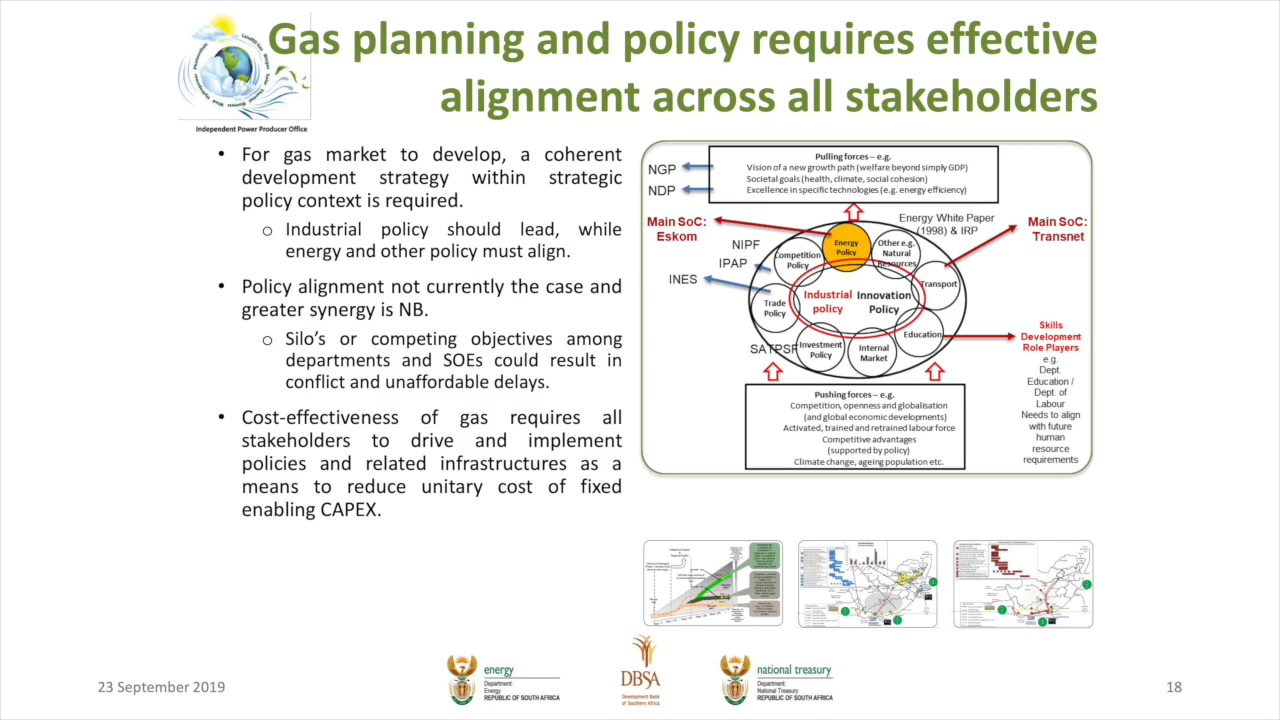 Gas planning and policy requires effective
alignment across all stakeholders
Independent Power Producer Office
• For gas market to develop, a coherent
development strategy within strategic
policy context is required.
o Industrial policy should lead, while
energy and other policy must align.
• Policy alignment not currently the case and
greater synergy is NB.
o Silo's or competing objectives among
departments and SOEs could result in
conflict and unaffordable delays.
• Cost-effectiveness of gas requires all
stakeholders to drive and implement
policies and related infrastructures as a
means to reduce unitary cost of fixed
enabling CAPEX.
Pulling forces – e.g.
Vision of a new growth path (welfare beyond simply GDP)
Societal goals (health, climate, social cohesion)
Excellence in specific technologies (e.g. energy efficiency)
NGP
NDP
Main SoC:
Eskom
Energy White Paper
(1998) & IRP
Main SoC:
Transnet
NIPF
IPAP
INES
SATPSF
Energy
Policy
Other e.g.
Natural
Resources
Competition
Policy
Transport
Trade
Policy
Industrial
policy
Innovation
Policy
Education
Investment
Policy
Internal
Market
Skills
Development
Role Players
e.g.
Dept.
Education /
Dept. of
Labour
Needs to align
with future
human
resource
requirements
Pushing forces – e.g.
Competition, openness and globalisation
(and global economic developments)
Activated, trained and retrained labour force
Competitive advantages
(supported by policy)
Climate change, ageing population etc.
23 September 2019
energy
Department:
Energy
REPUBLIC OF SOUTH AFRICA
DBSA
Development Bank
of Southern Africa
national treasury
Department:
National Treasury
REPUBLIC OF SOUTH AFRICA
18